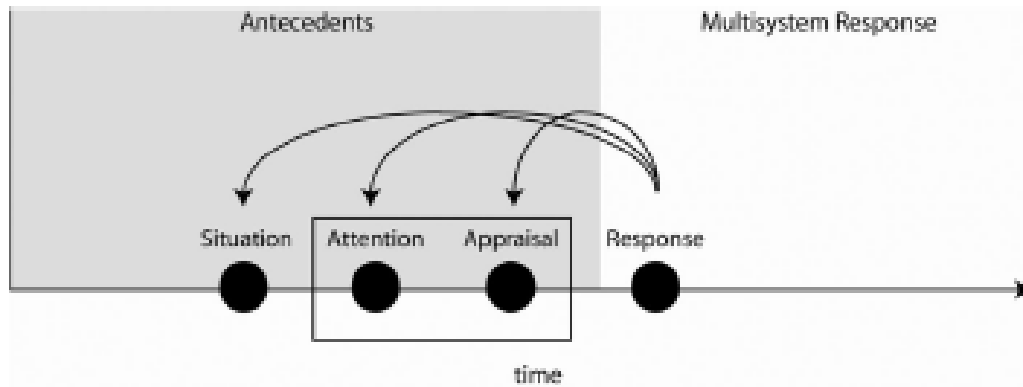 Antecedents
Multisystem Response
Situation
Attention
Appraisal
Response
time